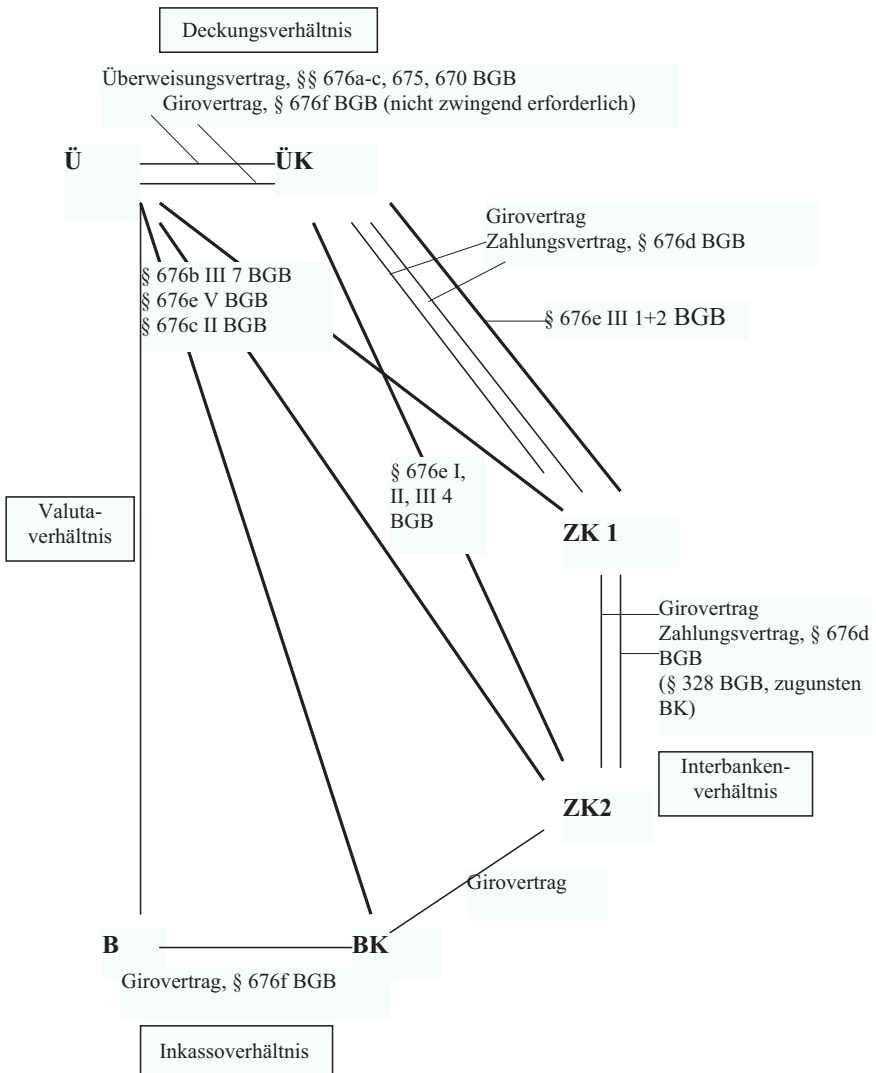 Deckungsverhältnis
Überweisungsvertrag, §§ 676a-c, 675, 670 BGB
Girovertrag, § 676f BGB (nicht zwingend erforderlich)
Ü
ÜK
Girovertrag
Zahlungsvertrag, § 676d BGB
§ 676b III 7 BGB
§ 676e V BGB
§ 676c II BGB
§ 676e III 1+2 BGB
§ 676e I,
II, III 4
BGB
Valuta-
verhältnis
ZK 1
Girovertrag
Zahlungsvertrag, § 676d
BGB
(§ 328 BGB, zugunsten
BK)
Interbanken-
verhältnis
ZK2
Girovertrag
B
BK
Girovertrag, § 676f BGB
Inkassoverhältnis